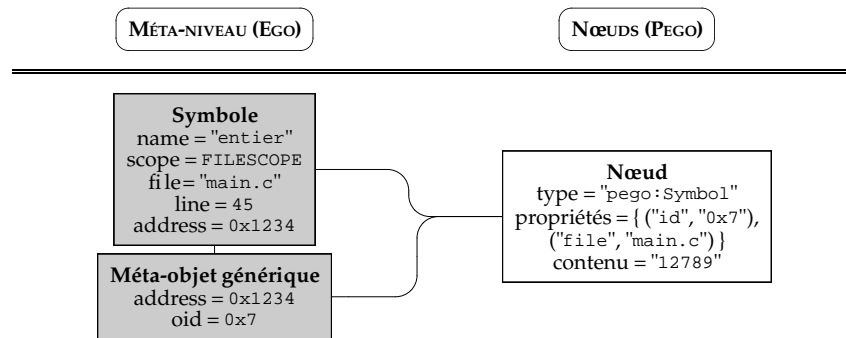 MÉTA-NIVEAU (EGO)
NŒUDS (PEGO)
Symbole
name = "entier"
scope = FILESCOPE
file= "main.c"
line = 45
address = 0x1234
Méta-objet générique
address = 0x1234
oid = 0x7
Nœud
type = "pego:Symbol"
propriétés = { ("id", "0x7"),
("file", "main.c") }
contenu = "12789"